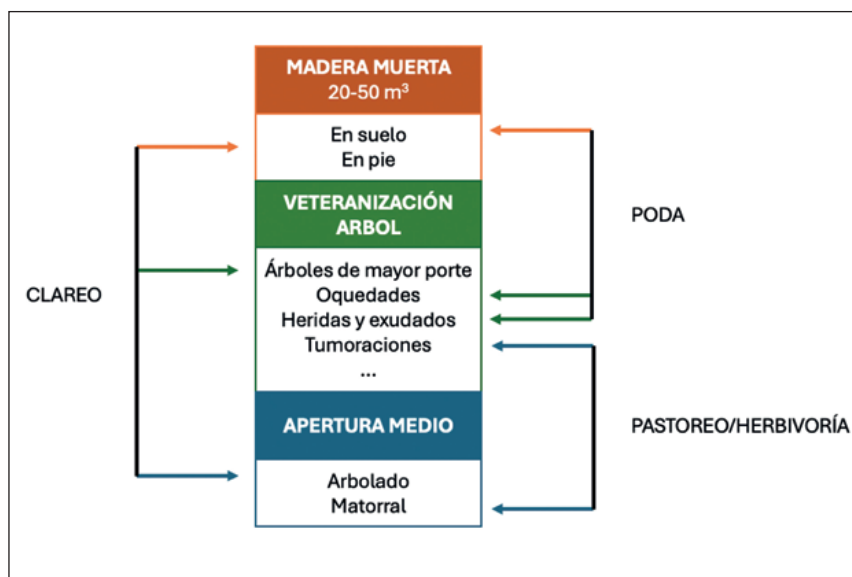 MADERA MUERTA
20-50 m³
En suelo
En pie
VETERANIZACIÓN
ARBOL
Árboles de mayor porte
Oquedades
Heridas y exudados
Tumoraciones
...
APERTURA MEDIO
Arbolado
Matorral
CLAREO
PODA
PASTOREO/HERBIVORÍA